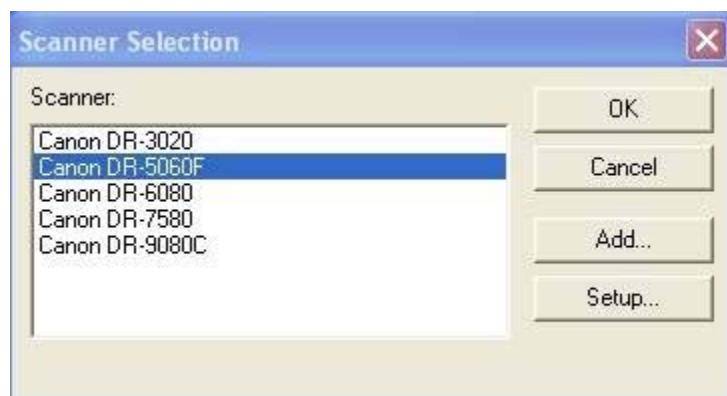 Scanner Selection
Scanner:
Canon DR-3020
Canon DR-5060F
Canon DR-6080
Canon DR-7580
Canon DR-9080C
OK
Cancel
Add...
Setup...